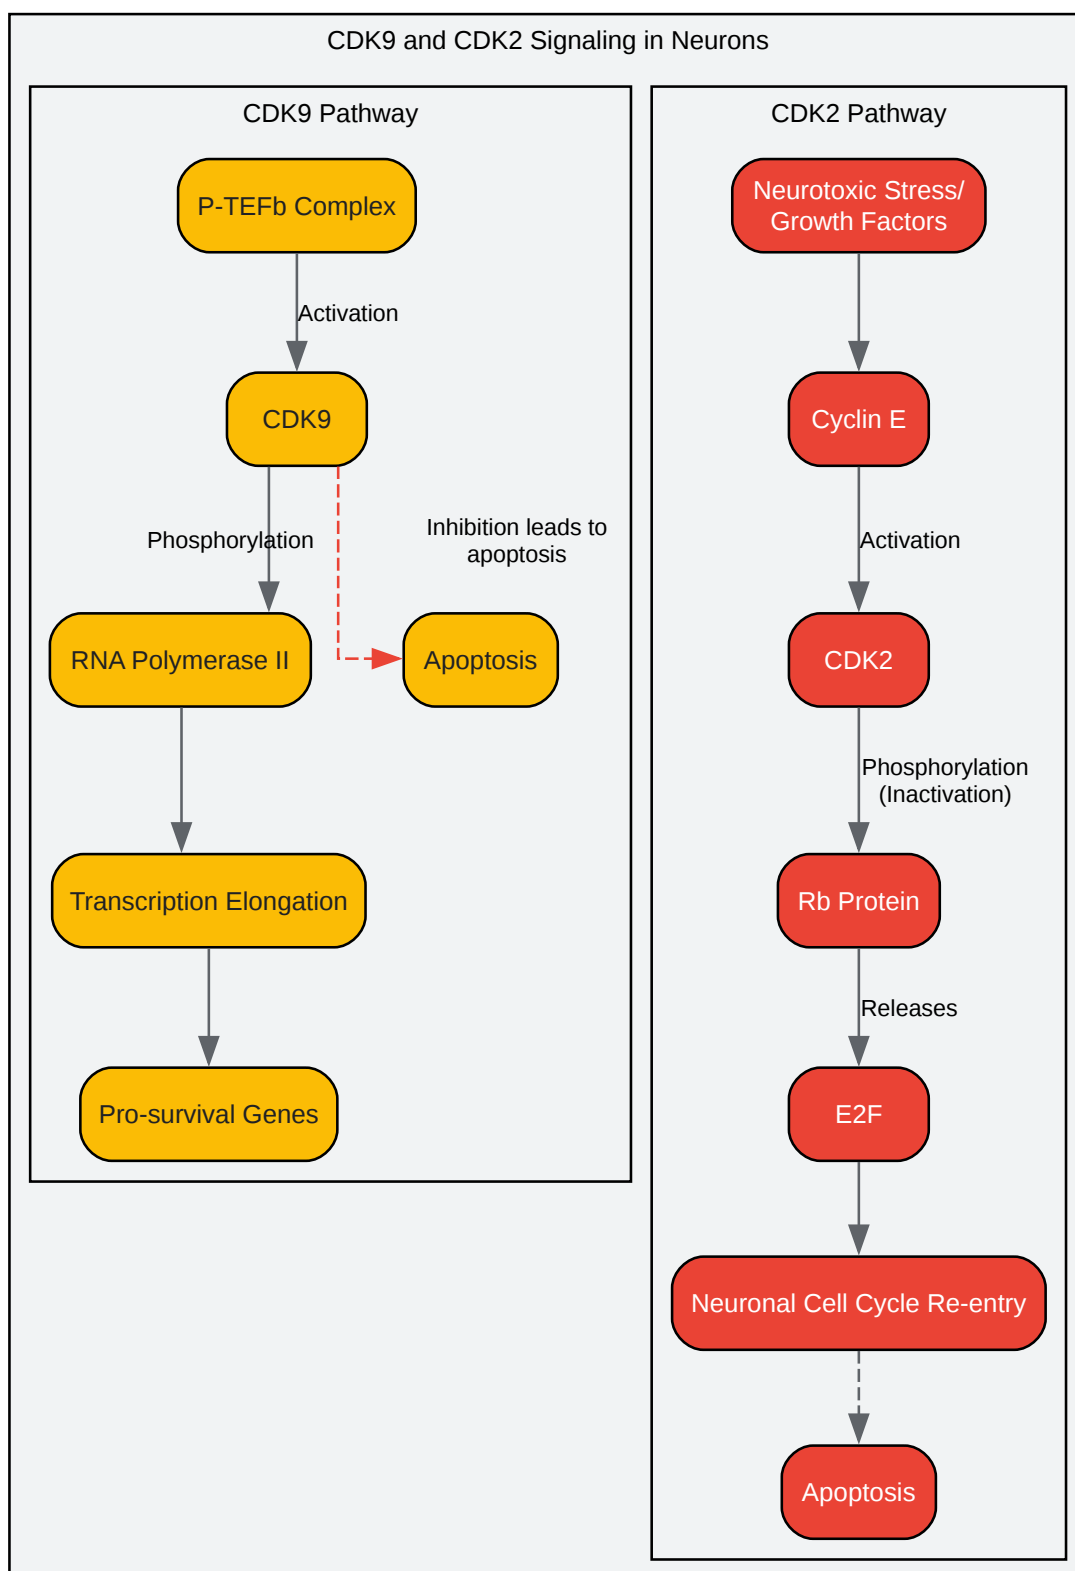 CDK9 and CDK2 Signaling in Neurons
CDK9 Pathway
P-TEFb Complex
Activation
CDK9
Phosphorylation
Inhibition leads to
apoptosis
RNA Polymerase II
Apoptosis
Transcription Elongation
Pro-survival Genes
CDK2 Pathway
Neurotoxic Stress/
Growth Factors
Cyclin E
Activation
CDK2
Phosphorylation
(Inactivation)
Rb Protein
Releases
E2F
Neuronal Cell Cycle Re-entry
Apoptosis